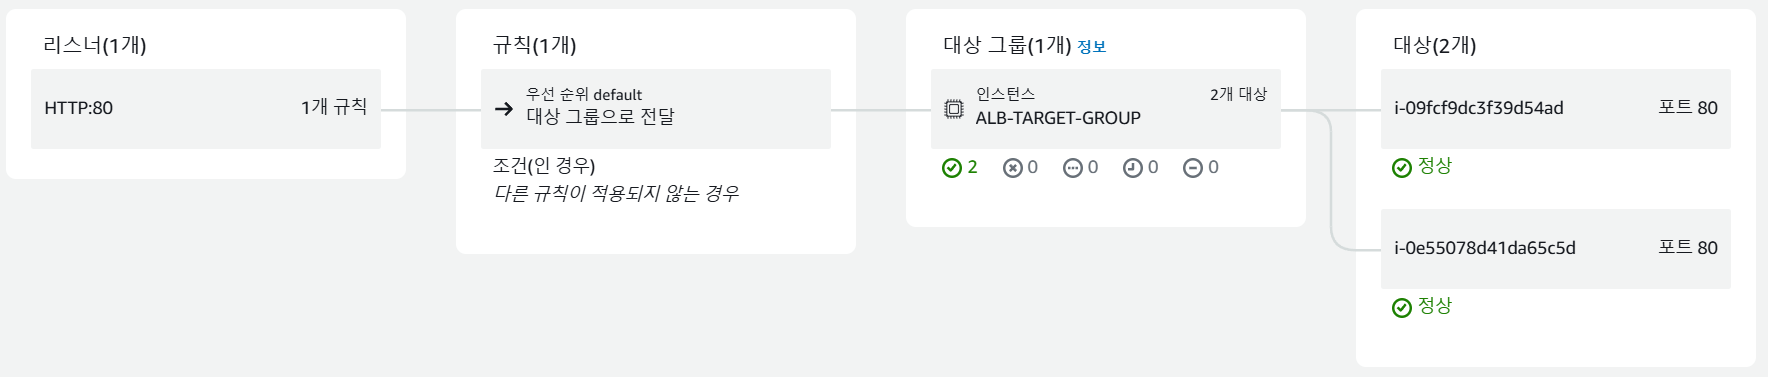 리스너(1개)
HTTP:80
1개 규칙
규칙(1개)
우선 순위 default
대상 그룹으로 전달
조건(인 경우)
다른 규칙이 적용되지 않는 경우
대상 그룹(1개) 정보
인스턴스
2개 대상
ALB-TARGET-GROUP
2 0 0 0 0
대상(2개)
i-09fcf9dc3f39d54ad 포트 80
정상
i-0e55078d41da65c5d 포트 80
정상